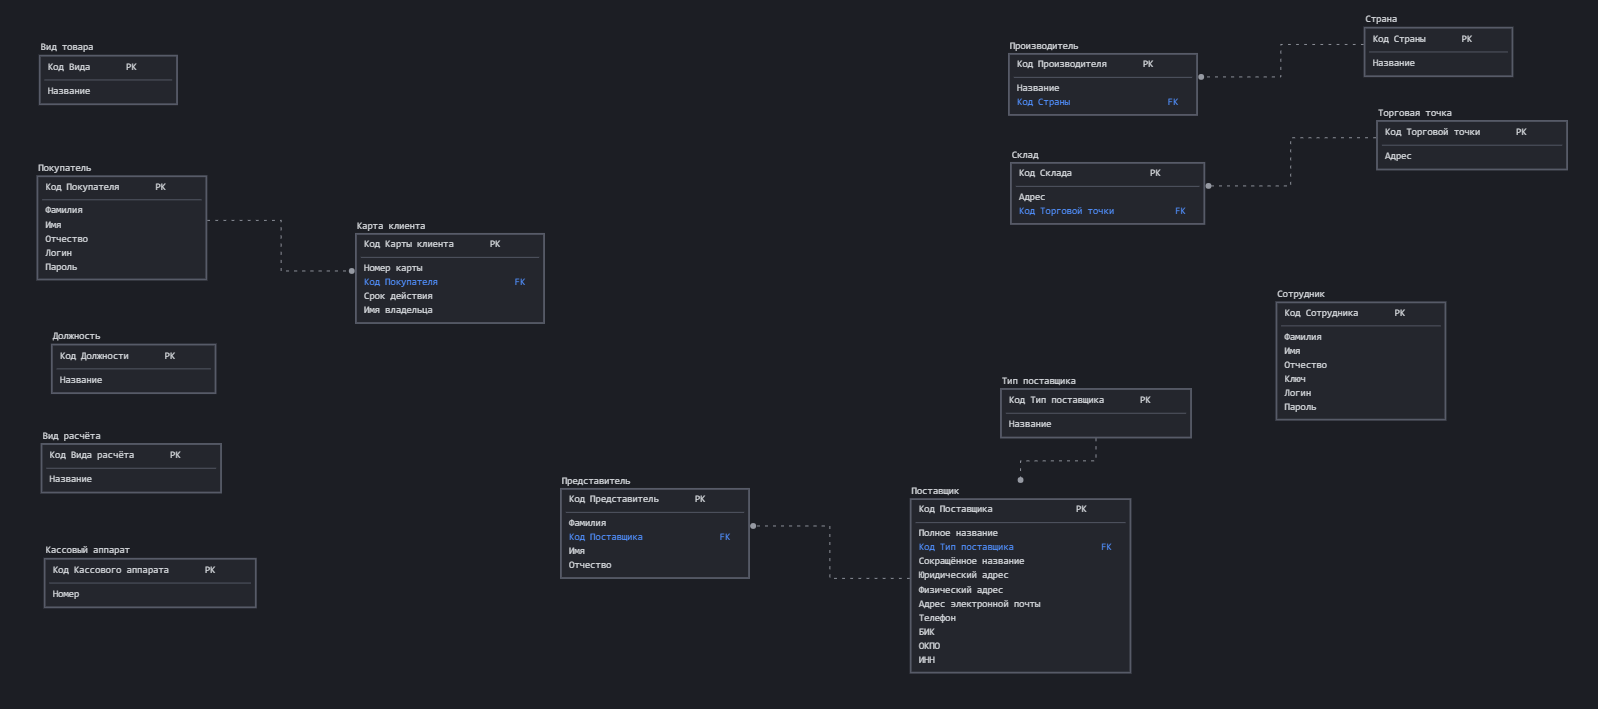 Вид товара
Код Вида PK
Название
Покупатель
Код Покупателя PK
Фамилия
Имя
Отчество
Логин
Пароль
Карта клиента
Код Карты клиента PK
Номер карты
Код Покупателя FK
Срок действия
Имя владельца
Должность
Код Должности PK
Название
Вид расчёта
Код Вида расчёта PK
Название
Кассовый аппарат
Код Кассового аппарата PK
Номер
Представитель
Код Представитель PK
Фамилия
Код Поставщика FK
Имя
Отчество
Производитель
Код Производителя PK
Название
Код Страны FK
Страна
Код Страны PK
Название
Торговая точка
Код Торговой точки PK
Адрес
Склад
Код Склада PK
Адрес
Код Торговой точки FK
Сотрудник
Код Сотрудника PK
Фамилия
Имя
Отчество
Ключ
Логин
Пароль
Тип поставщика
Код Тип поставщика PK
Название
Поставщик
Код Поставщика PK
Полное название
Код Тип поставщика FK
Сокращённое название
Юридический адрес
Физический адрес
Адрес электронной почты
Телефон
БИК
ОКПО
ИНН